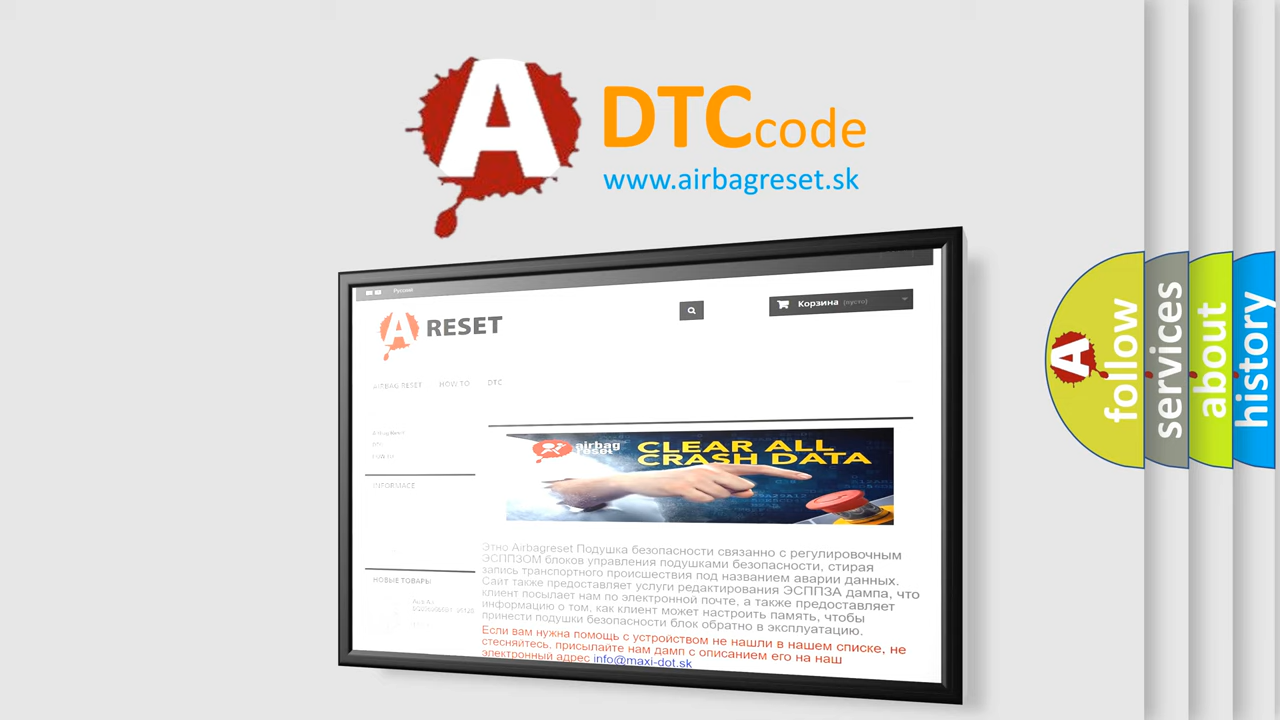 A
DTC code
www.airbagreset.sk
Русский
A RESET
Корзина (пусто)
AIRBAG RESET HOW TO DTC
INFORMACE
НОВЫЕ ТОВАРЫ
airbag
reset
CLEAR ALL
CRASH DATA
Этно Airbagreset Подушка безопасности связанно с регулировочным
ЭСППЗОМ блоков управления подушками безопасности, стирая
запись транспортного происшествия под названием аварии данных.
Сайт также предоставляет услуги редактирования ЭСППЗА дампа, что
клиент посылает нам по электронной почте, а также предоставляет
информацию о том, как клиент может настроить память, чтобы
принести подушки безопасности блок обратно в эксплуатацию.
Если вам нужна помощь с устройством не нашли в нашем списке, не
стесняйтесь, присылайте нам дамп с описанием его на наш
электронный адрес info@maxi-dot.sk
A
follow
services
about
history